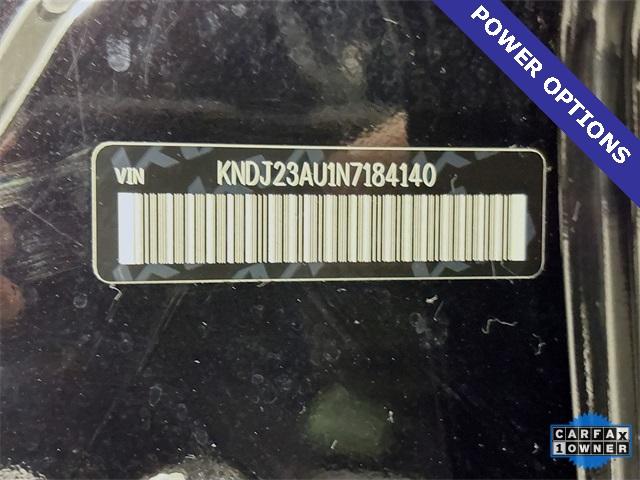 POWER OPTIONS
VIN KNDJ23AU1N7184140
CARFAX
1 OWNER